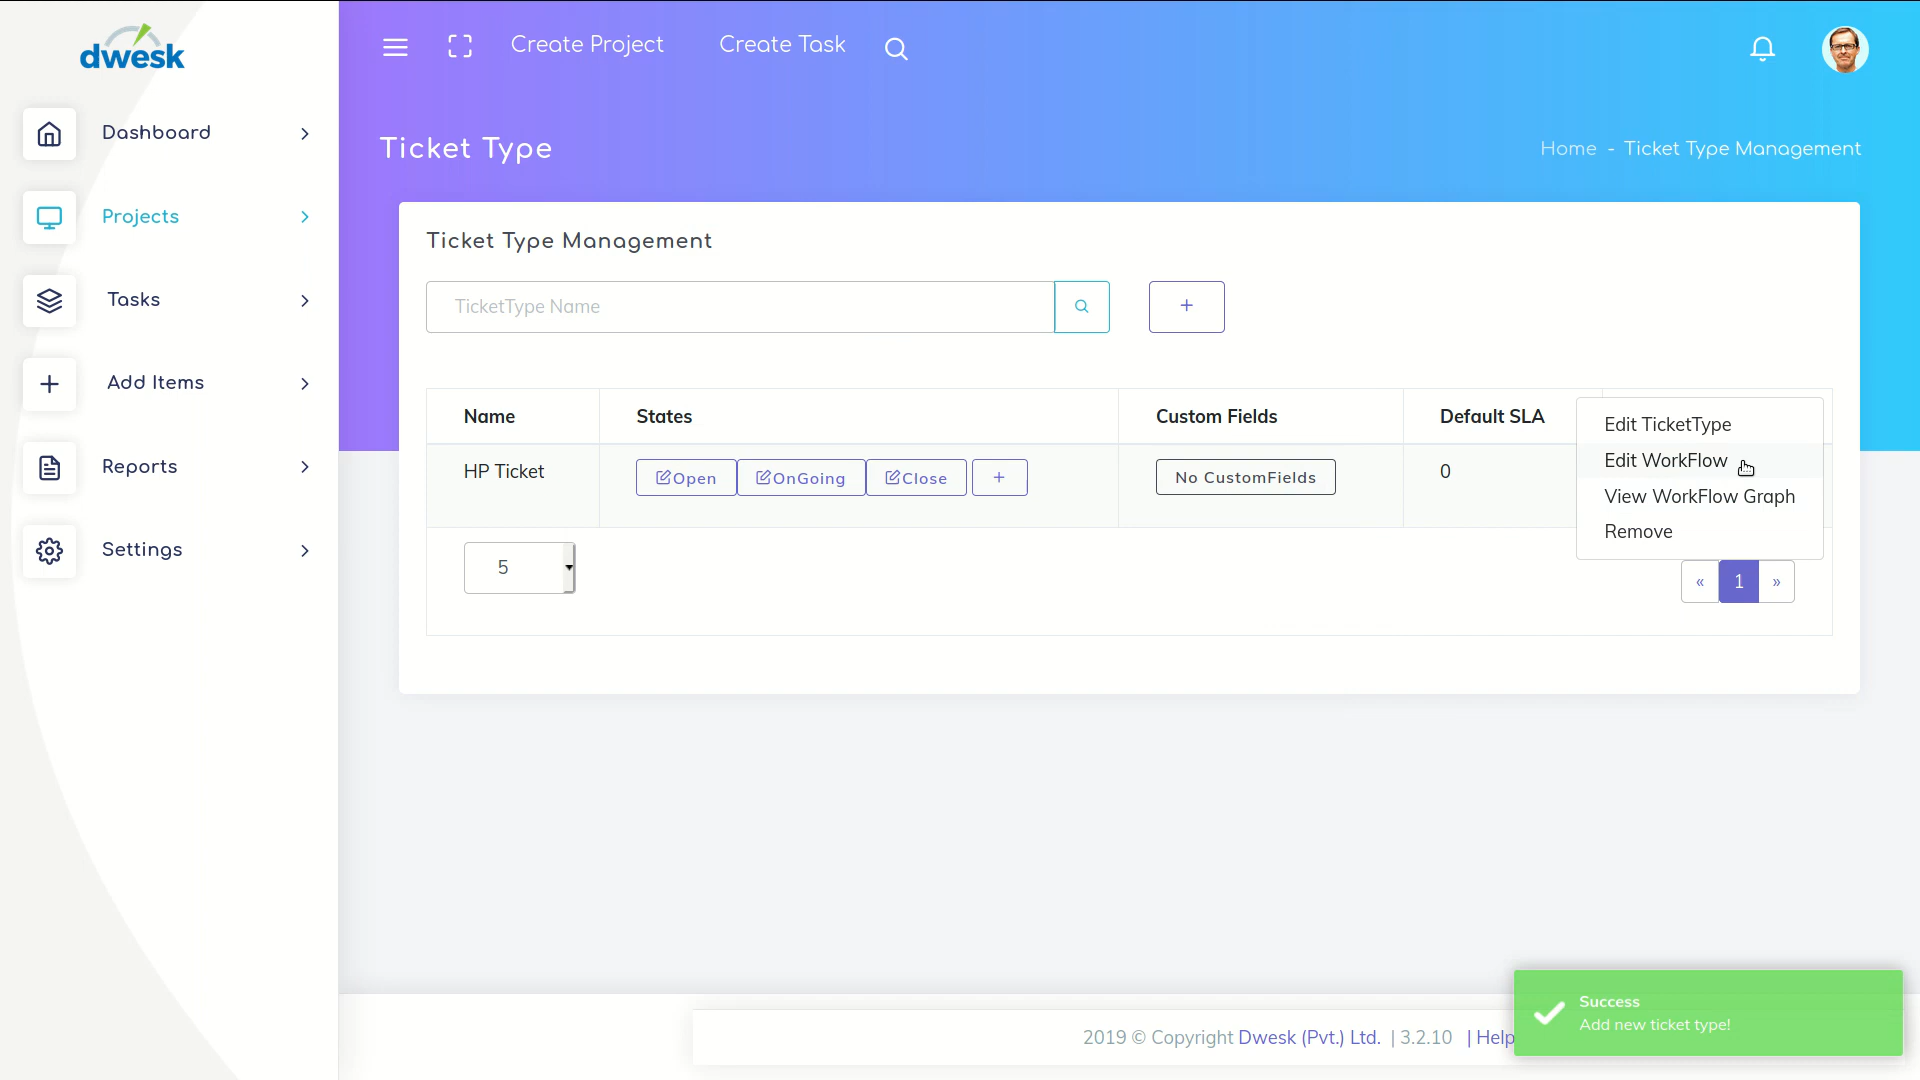 dwesk
Create Project
Create Task
Dashboard
Projects
Tasks
Add Items
Reports
Settings
Ticket Type
Home - Ticket Type Management
Ticket Type Management
TicketType Name
+
Name
States
Custom Fields
Default SLA
HP Ticket
Open
OnGoing
Close
+
No CustomFields
0
Edit TicketType
Edit WorkFlow
View WorkFlow Graph
Remove
5
« 1 »
Success
Add new ticket type!
2019 © Copyright Dwesk (Pvt.) Ltd. | 3.2.10 | Help